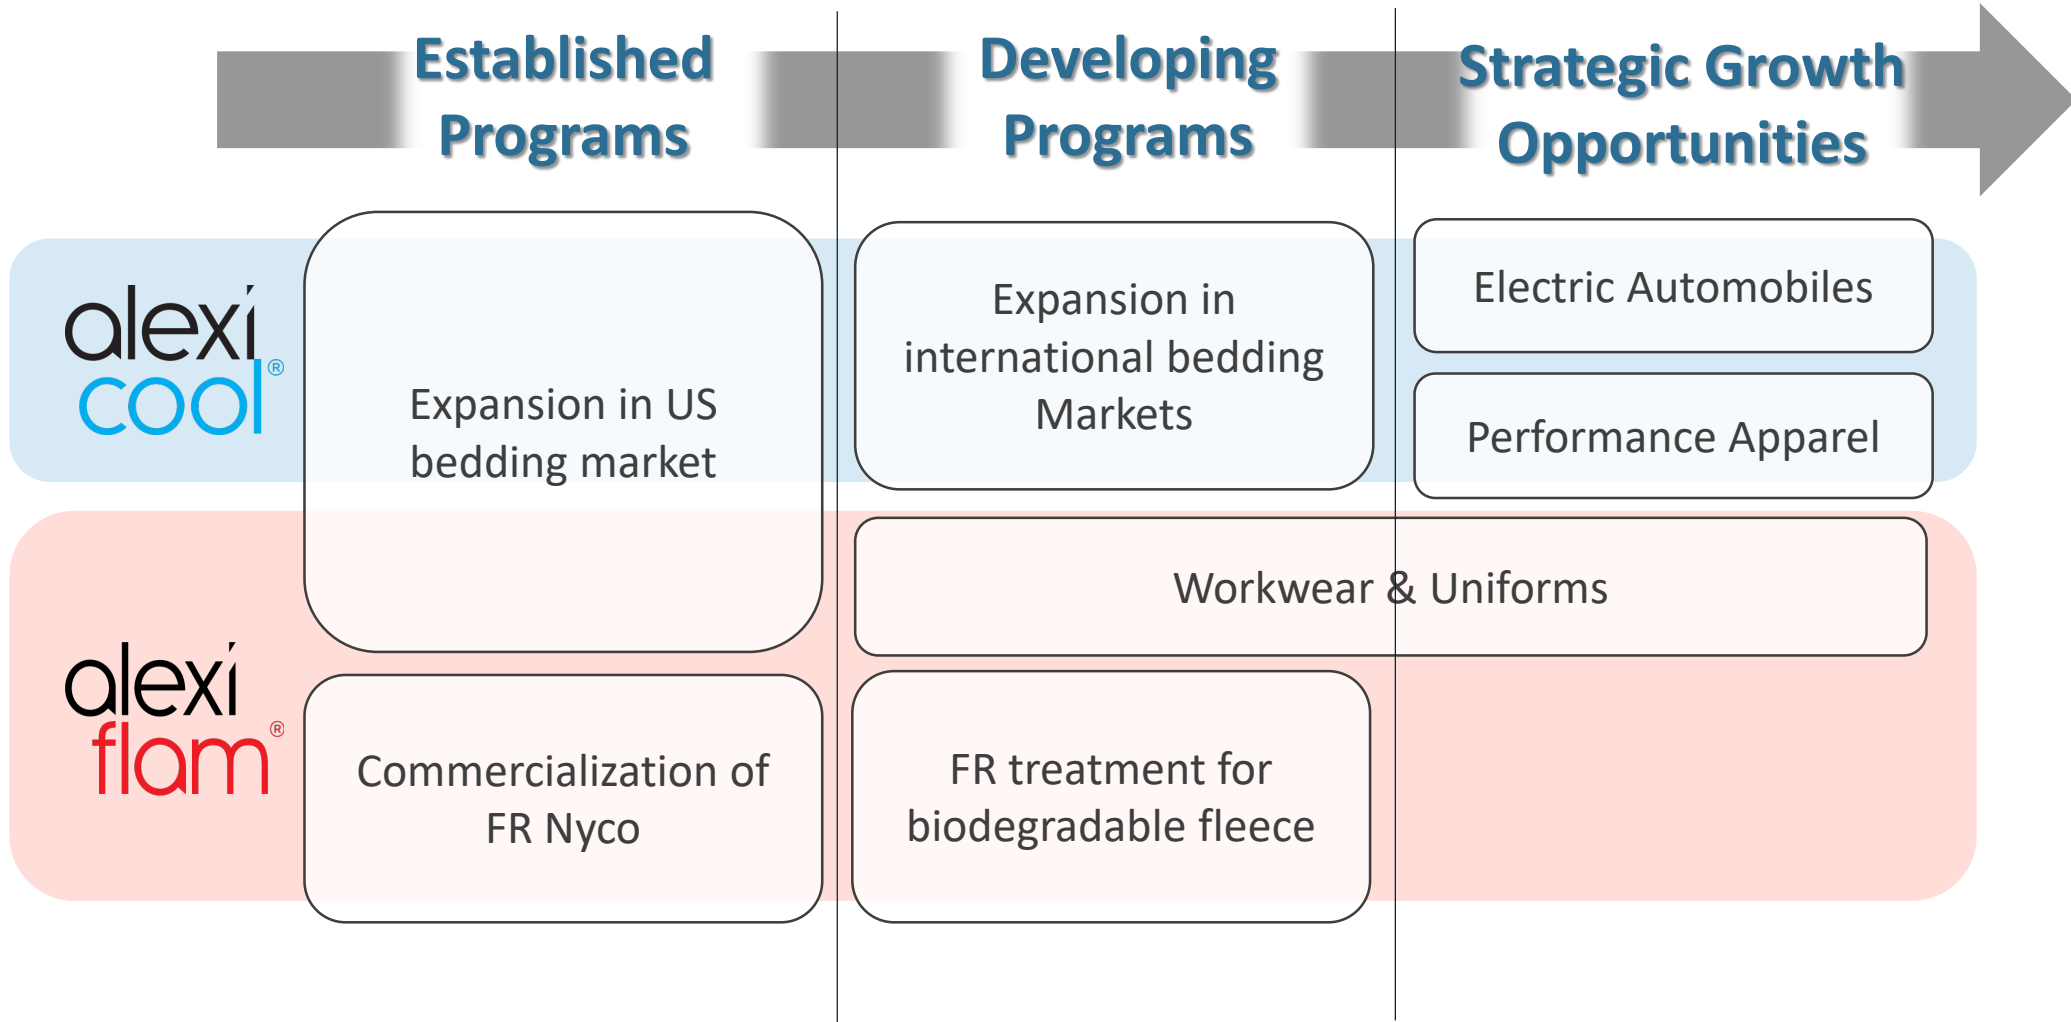 Established
Programs
Developing
Programs
Strategic Growth
Opportunities
alexi
cool®
Expansion in US
bedding market
Expansion in
international bedding
Markets
Electric Automobiles
Performance Apparel
alexi
flam®
Workwear & Uniforms
Commercialization of
FR Nyco
FR treatment for
biodegradable fleece